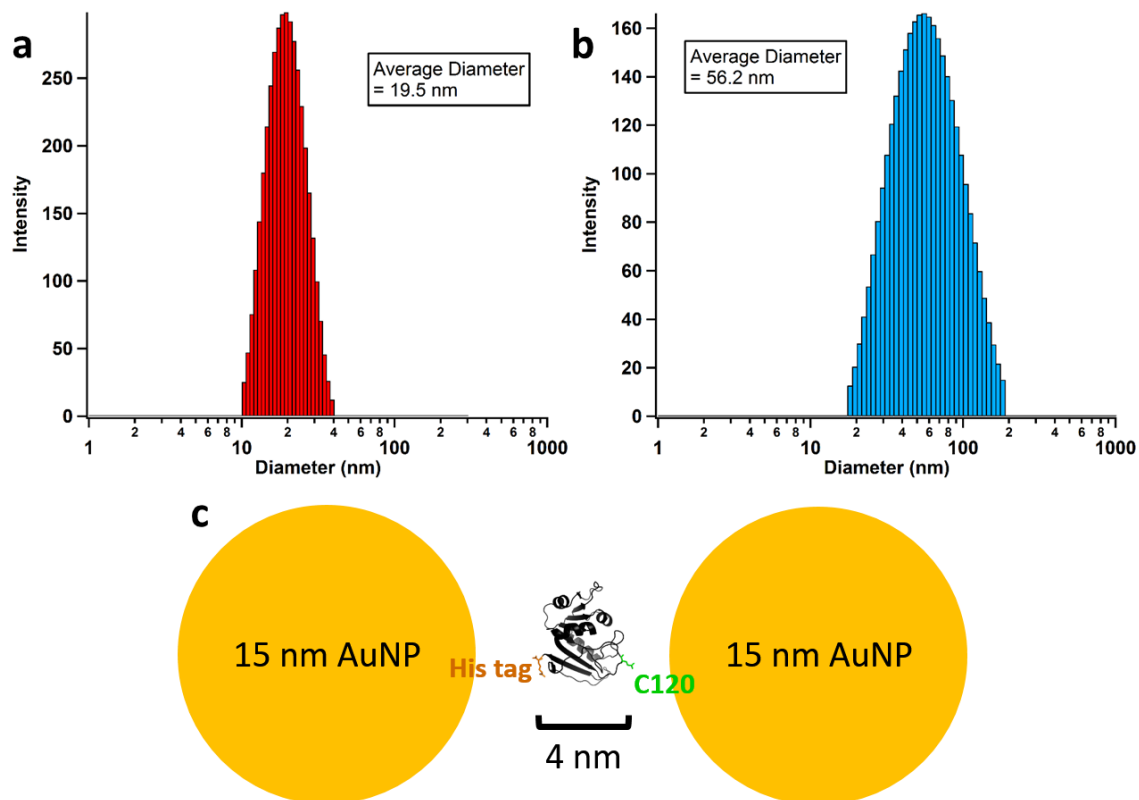 a
Average Diameter
= 19.5 nm
Intensity
250
200
150
100
50
0
1 2 4 6 8 10 2 4 6 8 100 2 4 6 8 1000
Diameter (nm)
b
Average Diameter
= 56.2 nm
Intensity
160
140
120
100
80
60
40
20
0
1 2 4 6 8 10 2 4 6 8 100 2 4 6 8 1000
Diameter (nm)
c
15 nm AuNP
His tag
C120
15 nm AuNP
4 nm